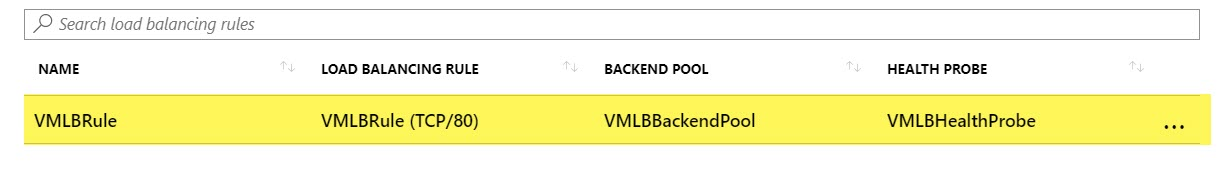 Search load balancing rules
NAME LOAD BALANCING RULE BACKEND POOL HEALTH PROBE
VMLBRule VMLBRule (TCP/80) VMLBBackendPool VMLBHealthProbe ...